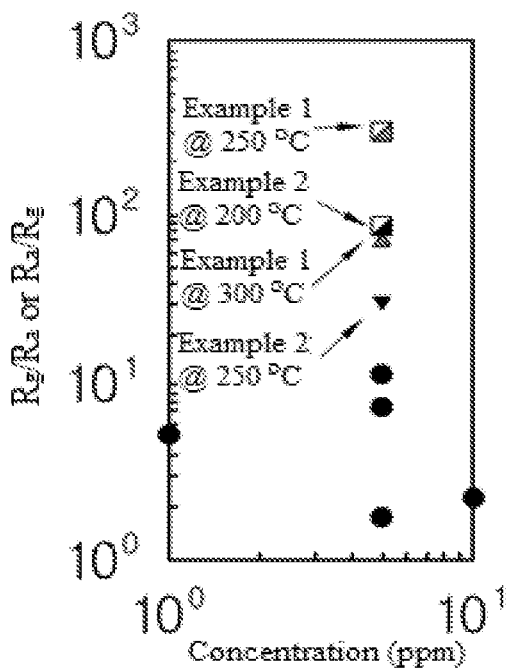 10³
Example 1
@ 250 °C
Example 2
@ 200 °C
10²
Example 1
@ 300 °C
Example 2
@ 250 °C
10¹
10⁰
Rg/Ra or Ra/Rg
10⁰
10¹
Concentration (ppm)